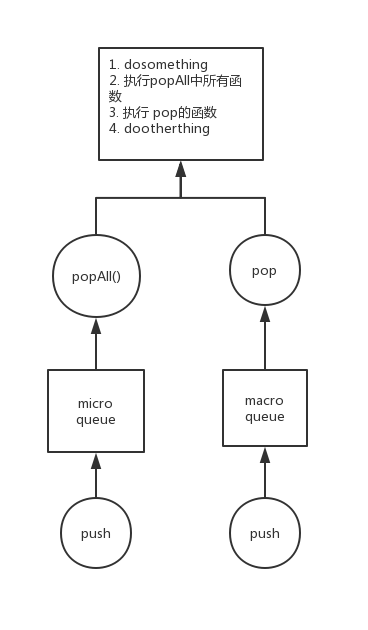 1. dosomething
2. 执行popAll中所有函
数
3. 执行 pop的函数
4. dootherthing
popAll()
pop
micro
queue
macro
queue
push
push